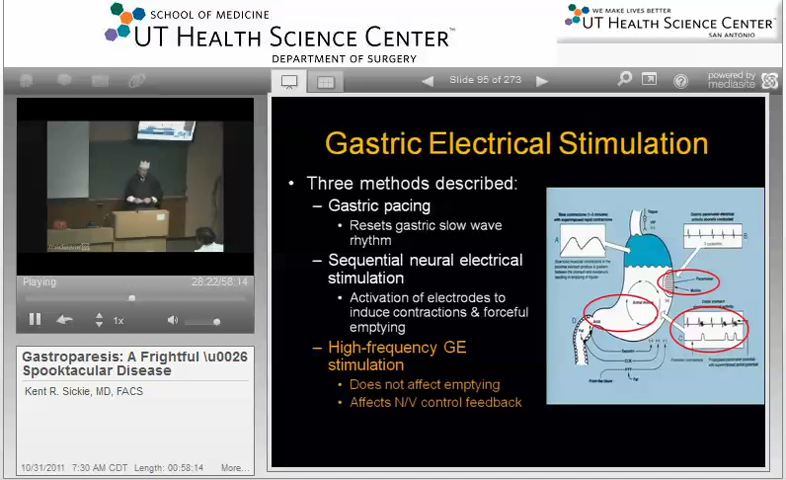 SCHOOL OF MEDICINE
UT HEALTH SCIENCE CENTER™
DEPARTMENT OF SURGERY
WE MAKE LIVES BETTER
UT HEALTH SCIENCE CENTER™
SAN ANTONIO
Slide 95 of 273
powered by
mediasite
Gastric Electrical Stimulation
• Three methods described:
– Gastric pacing
• Resets gastric slow wave
rhythm
– Sequential neural electrical
stimulation
• Activation of electrodes to
induce contractions & forceful
emptying
– High-frequency GE
stimulation
• Does not affect emptying
• Affects N/V control feedback
Playing
28:22/58:14
1x
Gastroparesis: A Frightful \u0026
Spooktacular Disease
Kent R. Sickie, MD, FACS
10/31/2011 7:30 AM CDT Length: 00:58:14 More...